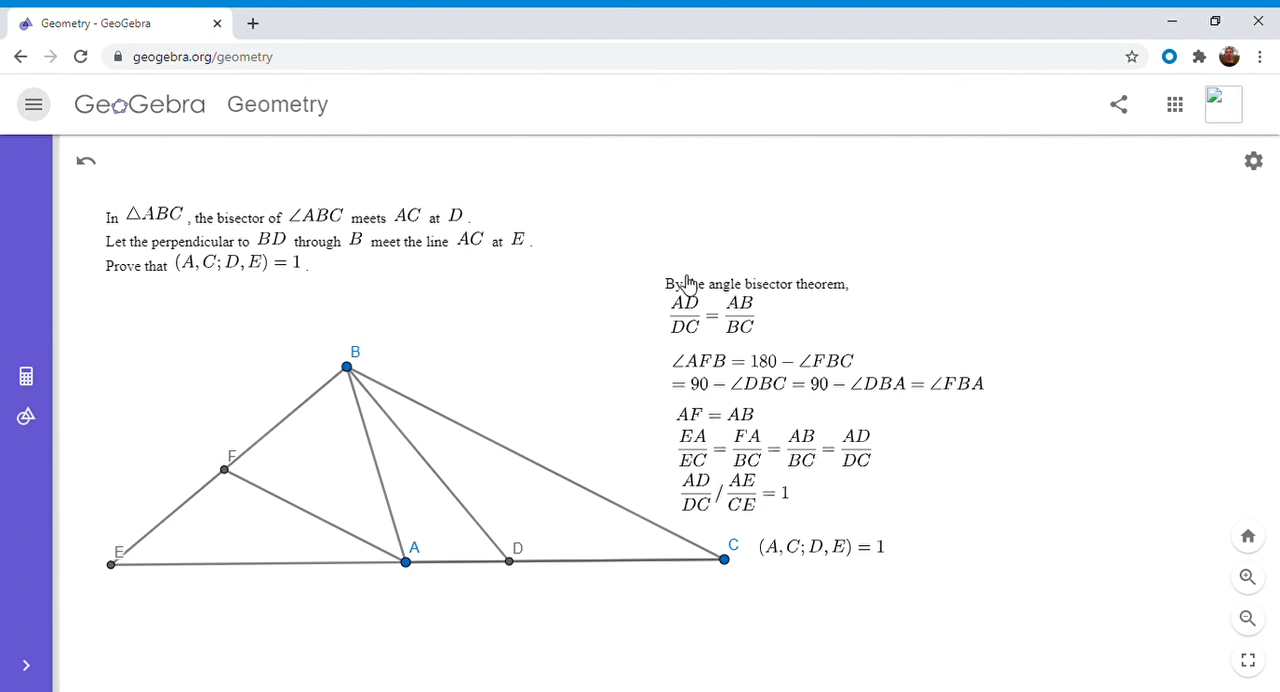 Geometry - GeoGebra
geogebra.org/geometry
GeoGebra Geometry
In △ABC , the bisector of ∠ABC meets AC at D .
Let the perpendicular to BD through B meet the line AC at E .
Prove that (A, C; D, E) = 1 .
By the angle bisector theorem,
AD/DC = AB/BC
∠AFB = 180 − ∠FBC
= 90 − ∠DBC = 90 − ∠DBA = ∠FBA
AF = AB
EA/EC = FA/BC = AB/BC = AD/DC
AD/DC / AE/CE = 1
(A, C; D, E) = 1
B
F
E
A
D
C